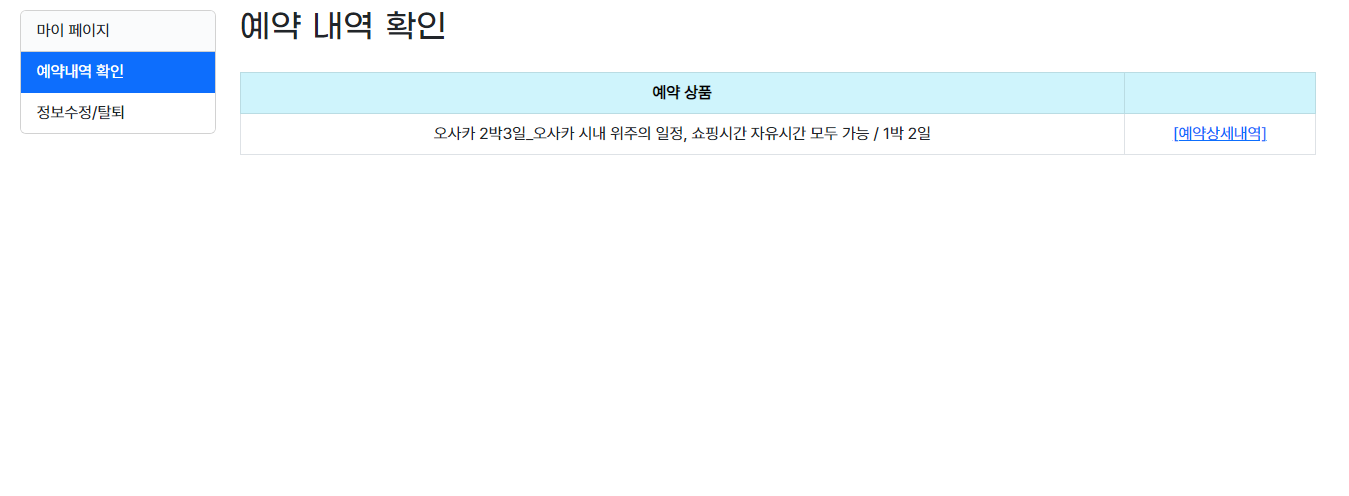 마이 페이지
예약내역 확인
정보수정/탈퇴
예약 내역 확인
예약 상품
오사카 2박3일_오사카 시내 위주의 일정, 쇼핑시간 자유시간 모두 가능 / 1박 2일
[예약상세내역]